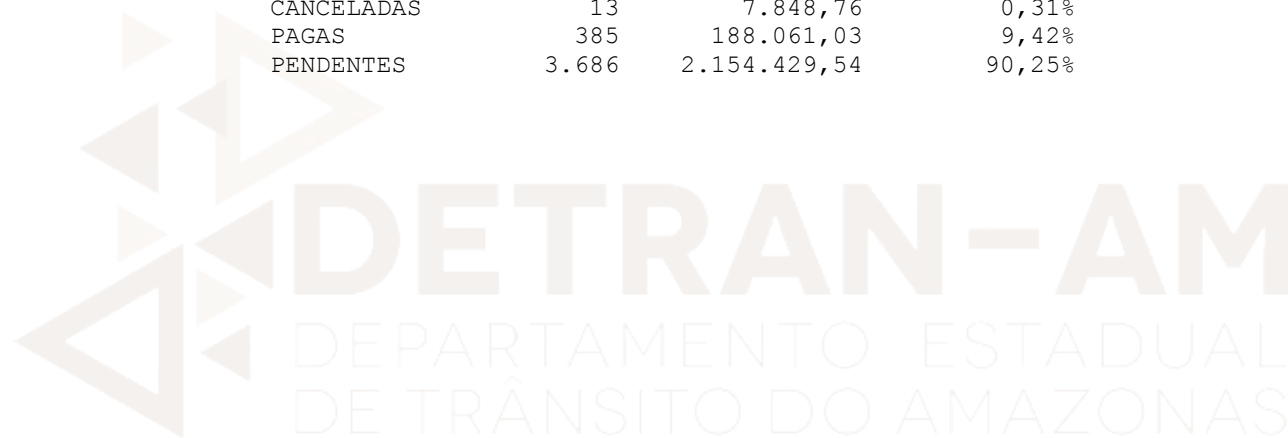 CANCELADAS 13 7.848,76 0,31%
PAGAS 385 188.061,03 9,42%
PENDENTES 3.686 2.154.429,54 90,25%
DETRAN-AM
DEPARTAMENTO ESTADUAL
DE TRÂNSITO DO AMAZONAS